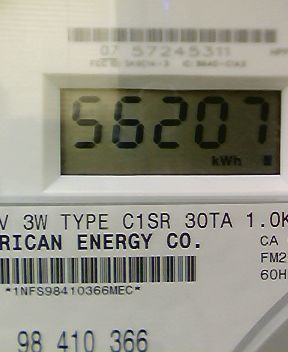 07 57245311
56207
kWh
V 3W TYPE C1SR 30TA 1.0K
RICAN ENERGY CO.
CA
FM2
60H
*1NFS98410366MEC*
98 410 366